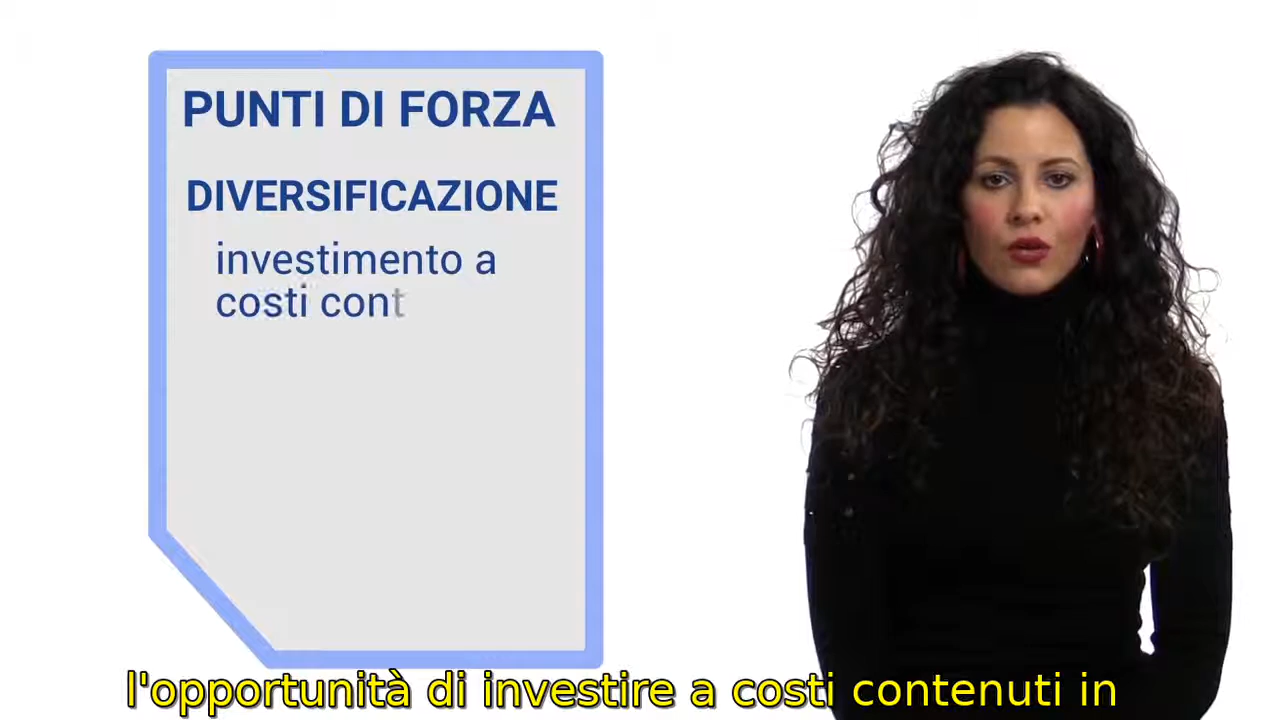 PUNTI DI FORZA
DIVERSIFICAZIONE
investimento a
costi cont
l'opportunità di investire a costi contenuti in